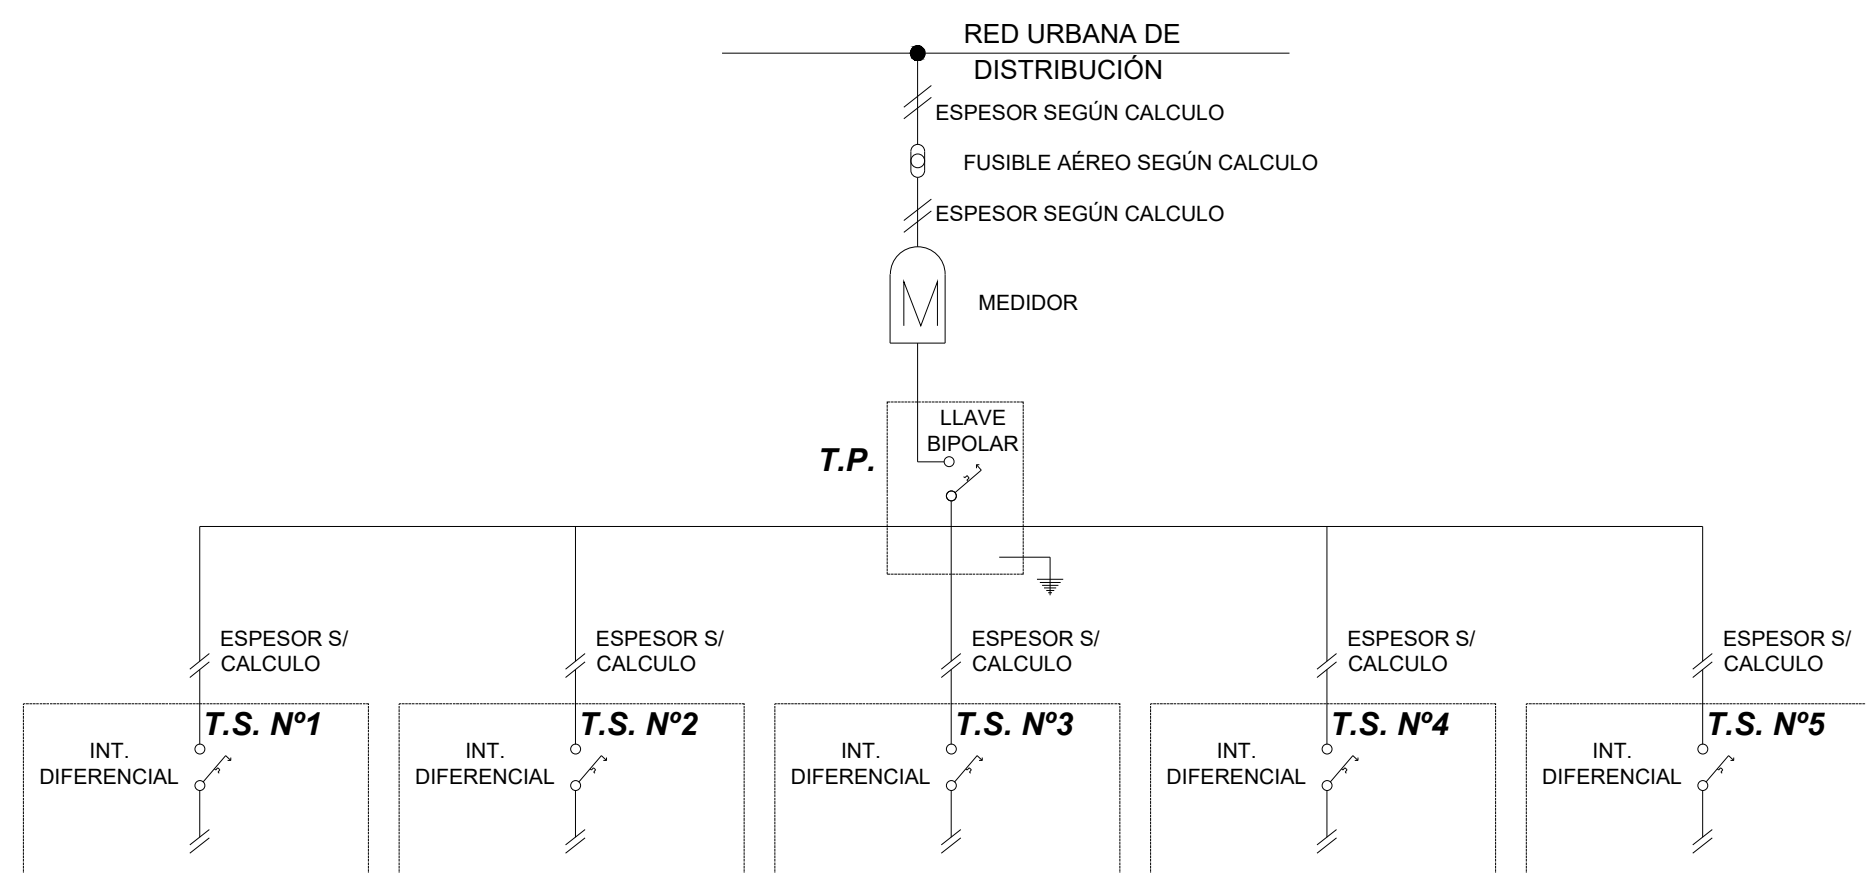 RED URBANA DE
DISTRIBUCIÓN
ESPESOR SEGÚN CALCULO
FUSIBLE AÉREO SEGÚN CALCULO
ESPESOR SEGÚN CALCULO
M
MEDIDOR
LLAVE
BIPOLAR
T.P.
ESPESOR S/
CALCULO
ESPESOR S/
CALCULO
ESPESOR S/
CALCULO
ESPESOR S/
CALCULO
ESPESOR S/
CALCULO
T.S. Nº1
INT.
DIFERENCIAL
T.S. Nº2
INT.
DIFERENCIAL
T.S. Nº3
INT.
DIFERENCIAL
T.S. Nº4
INT.
DIFERENCIAL
T.S. Nº5
INT.
DIFERENCIAL